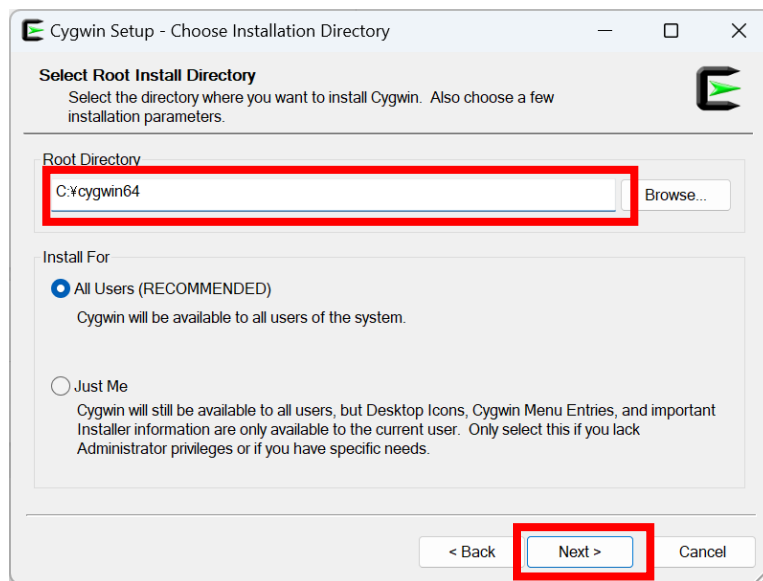 Cygwin Setup - Choose Installation Directory
Select Root Install Directory
Select the directory where you want to install Cygwin. Also choose a few
installation parameters.
Root Directory
C:¥cygwin64
Browse...
Install For
All Users (RECOMMENDED)
Cygwin will be available to all users of the system.
Just Me
Cygwin will still be available to all users, but Desktop Icons, Cygwin Menu Entries, and important
Installer information are only available to the current user. Only select this if you lack
Administrator privileges or if you have specific needs.
< Back
Next >
Cancel